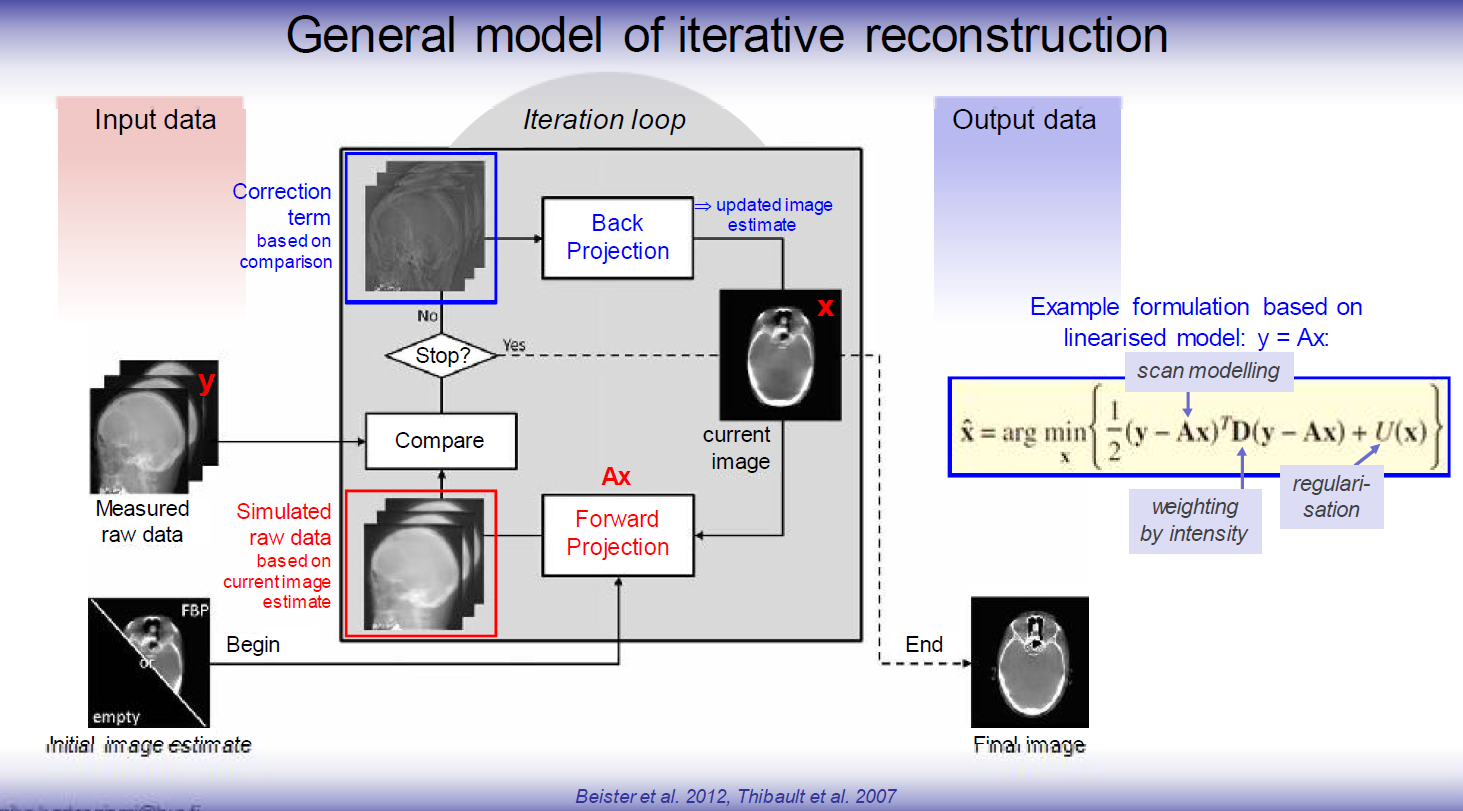 General model of iterative reconstruction
Input data
Iteration loop
Output data
Correction
term
based on
comparison
Back
Projection
⇒ updated image
estimate
No
Stop?
Yes
x
y
Measured
raw data
Compare
current
image
Simulated
raw data
based on
current image
estimate
Ax
Forward
Projection
Example formulation based on
linearised model: y = Ax:
scan modelling
x̂ = arg min_x { 1/2 (y − Ax)ᵀD(y − Ax) + U(x) }
weighting
by intensity
regulari-
sation
FBP
or
empty
Initial image estimate
Begin
End
Final image
Beister et al. 2012, Thibault et al. 2007